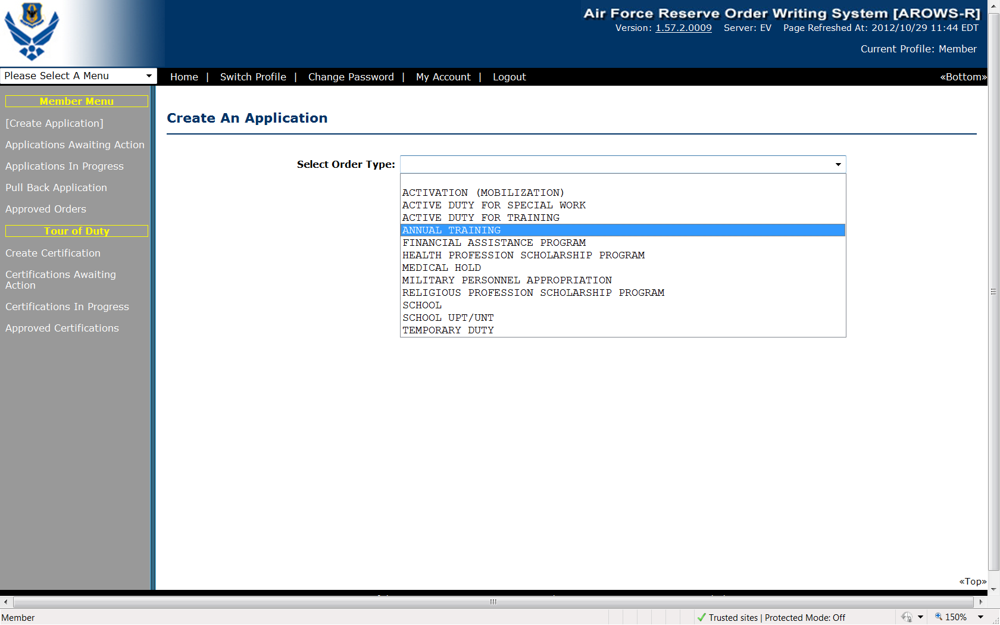 Air Force Reserve Order Writing System [AROWS-R]
Version: 1.57.2.0009 Server: EV Page Refreshed At: 2012/10/29 11:44 EDT
Current Profile: Member
Please Select A Menu
Home | Switch Profile | Change Password | My Account | Logout
«Bottom»
Member Menu
[Create Application]
Applications Awaiting Action
Applications In Progress
Pull Back Application
Approved Orders
Tour of Duty
Create Certification
Certifications Awaiting
Action
Certifications In Progress
Approved Certifications
Create An Application
Select Order Type:
ACTIVATION (MOBILIZATION)
ACTIVE DUTY FOR SPECIAL WORK
ACTIVE DUTY FOR TRAINING
ANNUAL TRAINING
FINANCIAL ASSISTANCE PROGRAM
HEALTH PROFESSION SCHOLARSHIP PROGRAM
MEDICAL HOLD
MILITARY PERSONNEL APPROPRIATION
RELIGIOUS PROFESSION SCHOLARSHIP PROGRAM
SCHOOL
SCHOOL UPT/UNT
TEMPORARY DUTY
«Top»
Member
Trusted sites | Protected Mode: Off
150%